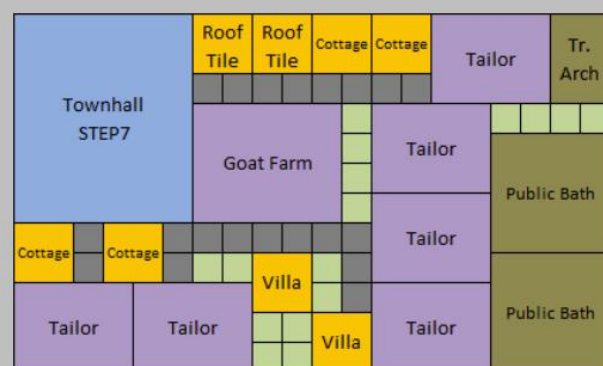 Roof
Tile
Roof
Tile
Cottage
Cottage
Tailor
Tr.
Arch
Townhall
STEP7
Goat Farm
Tailor
Public Bath
Cottage
Cottage
Tailor
Villa
Tailor
Tailor
Villa
Tailor
Public Bath